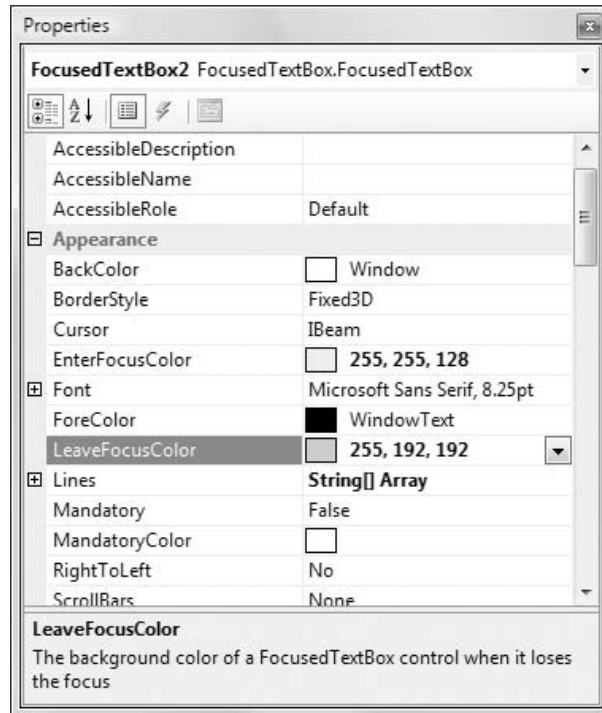 Properties
FocusedTextBox2 FocusedTextBox.FocusedTextBox
AccessibleDescription
AccessibleName
AccessibleRole Default
Appearance
BackColor Window
BorderStyle Fixed3D
Cursor IBeam
EnterFocusColor 255, 255, 128
Font Microsoft Sans Serif, 8.25pt
ForeColor WindowText
LeaveFocusColor 255, 192, 192
Lines String[] Array
Mandatory False
MandatoryColor
RightToLeft No
ScrollBars None
LeaveFocusColor
The background color of a FocusedTextBox control when it loses
the focus